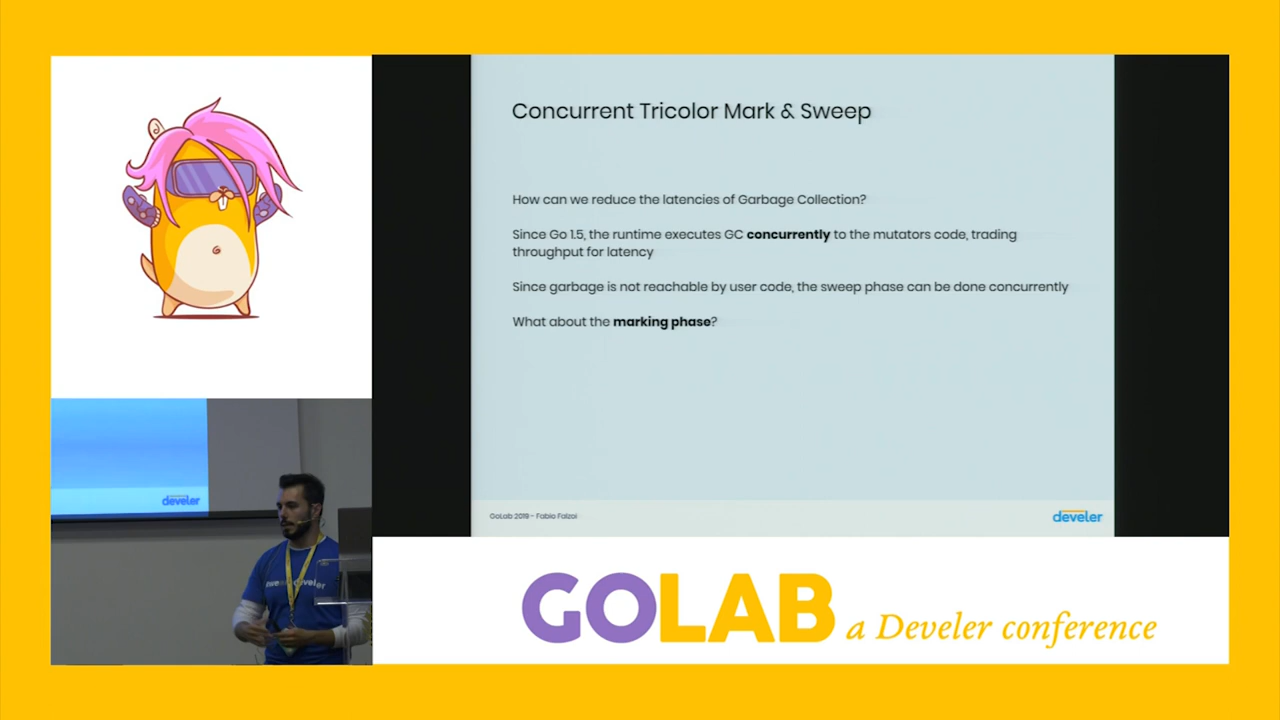 Concurrent Tricolor Mark & Sweep
How can we reduce the latencies of Garbage Collection?
Since Go 1.5, the runtime executes GC concurrently to the mutators code, trading
throughput for latency
Since garbage is not reachable by user code, the sweep phase can be done concurrently
What about the marking phase?
GoLab 2019 - Fabio Falzoi
develer
develer
GOLAB
a Develer conference